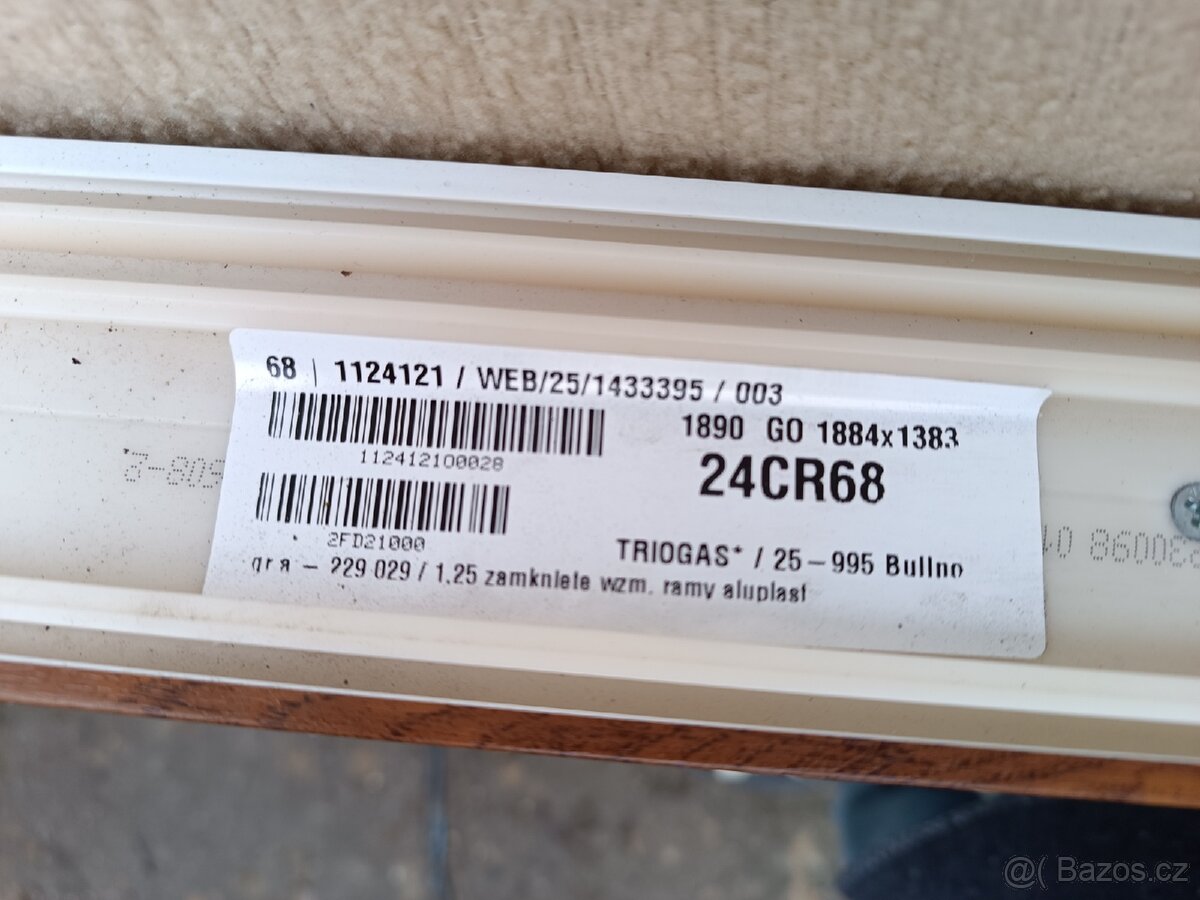 68 | 1124121 / WEB/25/1433395 / 003
1890 GO 1884x1383
112412100028
24CR68
2FD21000
TRIOGAS* / 25-995 Bullno
gra - 229 029 / 1,25 zamkniete wzm. ramy aluplast
@( Bazos.cz